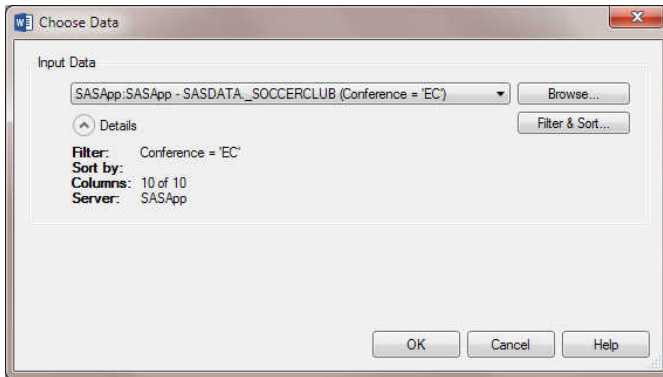 Choose Data
Input Data
SASApp:SASApp - SASDATA._SOCCERCLUB (Conference = 'EC')
Browse...
Details
Filter & Sort...
Filter: Conference = 'EC'
Sort by:
Columns: 10 of 10
Server: SASApp
OK Cancel Help